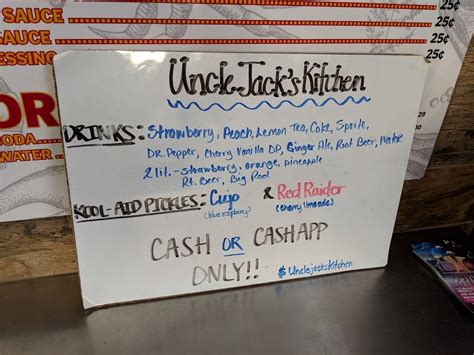 SAUCE
SAUCE
ESSING
25¢
25¢
25¢
Uncle Jack's Kitchen
DRINKS: Strawberry, Peach, Lemon Tea, Coke, Sprite,
DR. Pepper, Cherry Vanilla DP, Ginger Ale, Root Beer, Water
2 lit. - strawberry, orange, pineapple
Rt. Beer, Big Red
KOOL-AID PICKLES: Cujo & Red Raider
(blue raspberry) (cherry limeade)
CASH OR CASHAPP
ONLY!!
$UnclejacksKitchen
OR
SODA
WATER